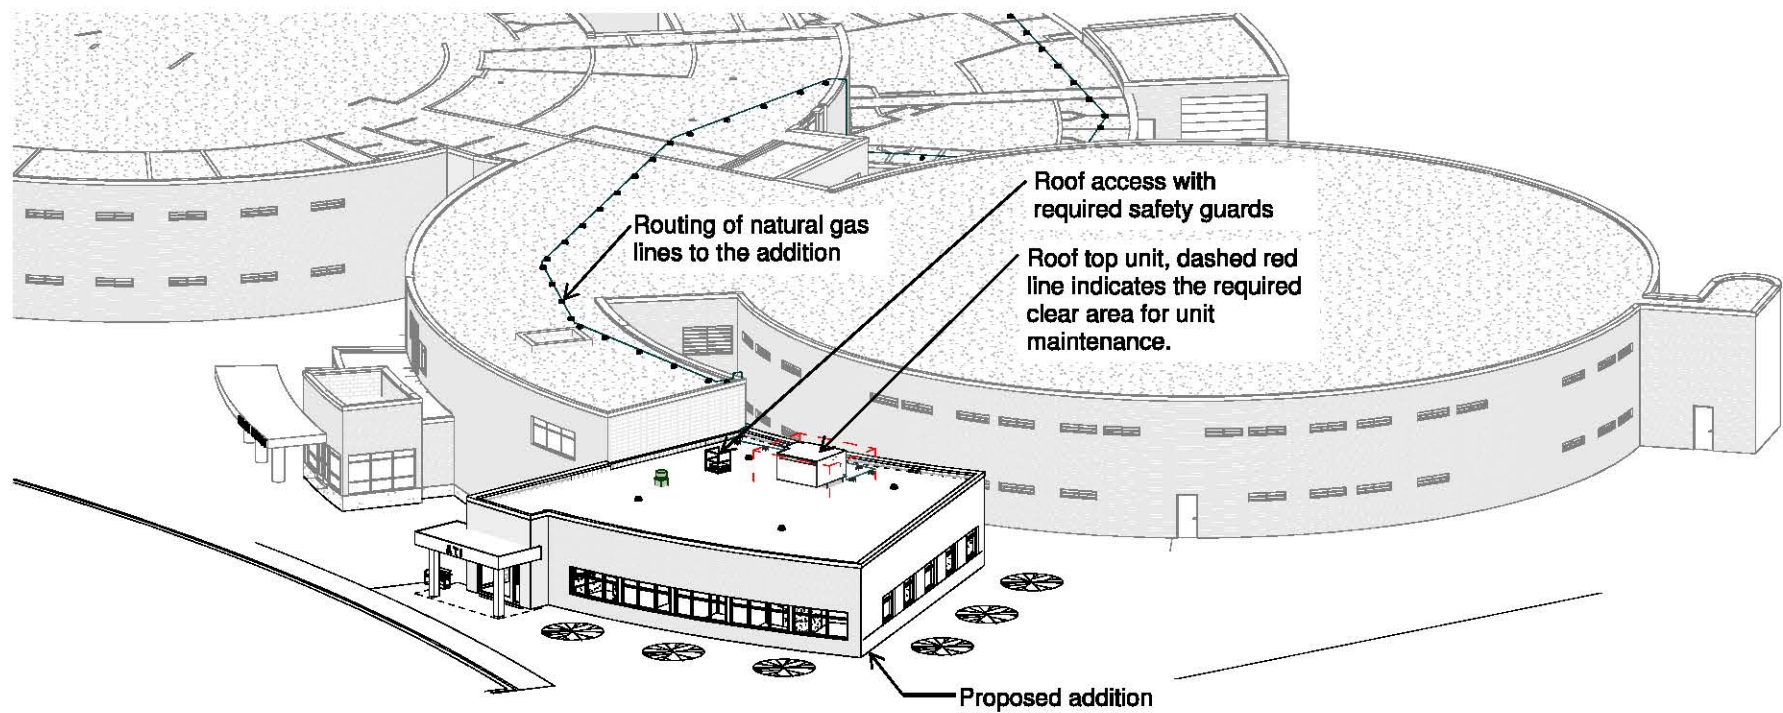 Roof access with
required safety guards
Routing of natural gas
lines to the addition
Roof top unit, dashed red
line indicates the required
clear area for unit
maintenance.
ATI
Proposed addition